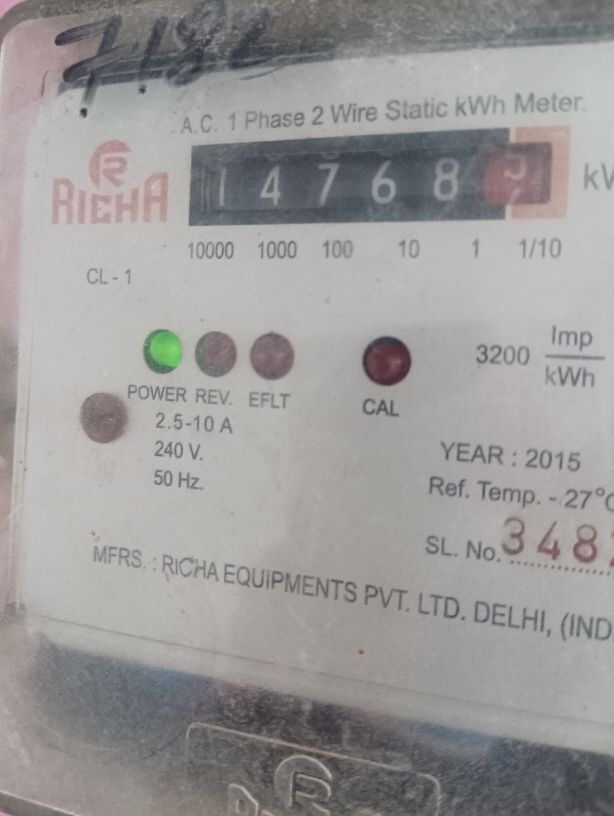 7182
A.C. 1 Phase 2 Wire Static kWh Meter.
RICHA
1 4 7 6 8
10000 1000 100 10 1 1/10
CL - 1
3200 Imp
kWh
POWER REV. EFLT CAL
2.5-10 A
240 V.
50 Hz.
YEAR : 2015
Ref. Temp. - 27°C
SL. No. 348
MFRS. : RICHA EQUIPMENTS PVT. LTD. DELHI, (IND